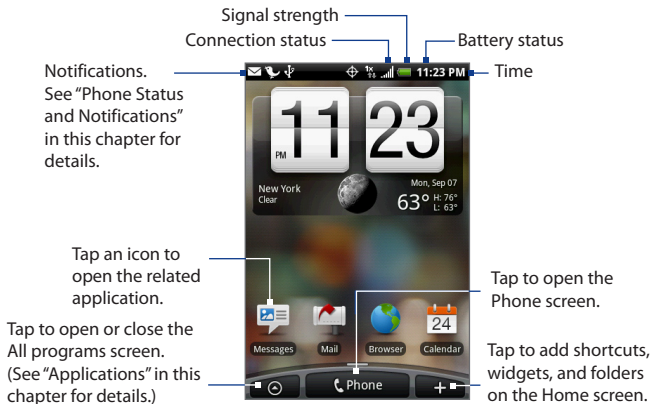 Signal strength
Connection status
Battery status
Notifications.
See “Phone Status
and Notifications”
in this chapter for
details.
1x
11:23 PM
Time
11
23
PM
New York
Clear
Mon, Sep 07
63°
H: 76°
L: 63°
Tap an icon to
open the related
application.
Tap to open the
Phone screen.
24
Messages
Mail
Browser
Calendar
Tap to open or close the
All programs screen.
(See “Applications” in this
chapter for details.)
Phone
Tap to add shortcuts,
widgets, and folders
on the Home screen.